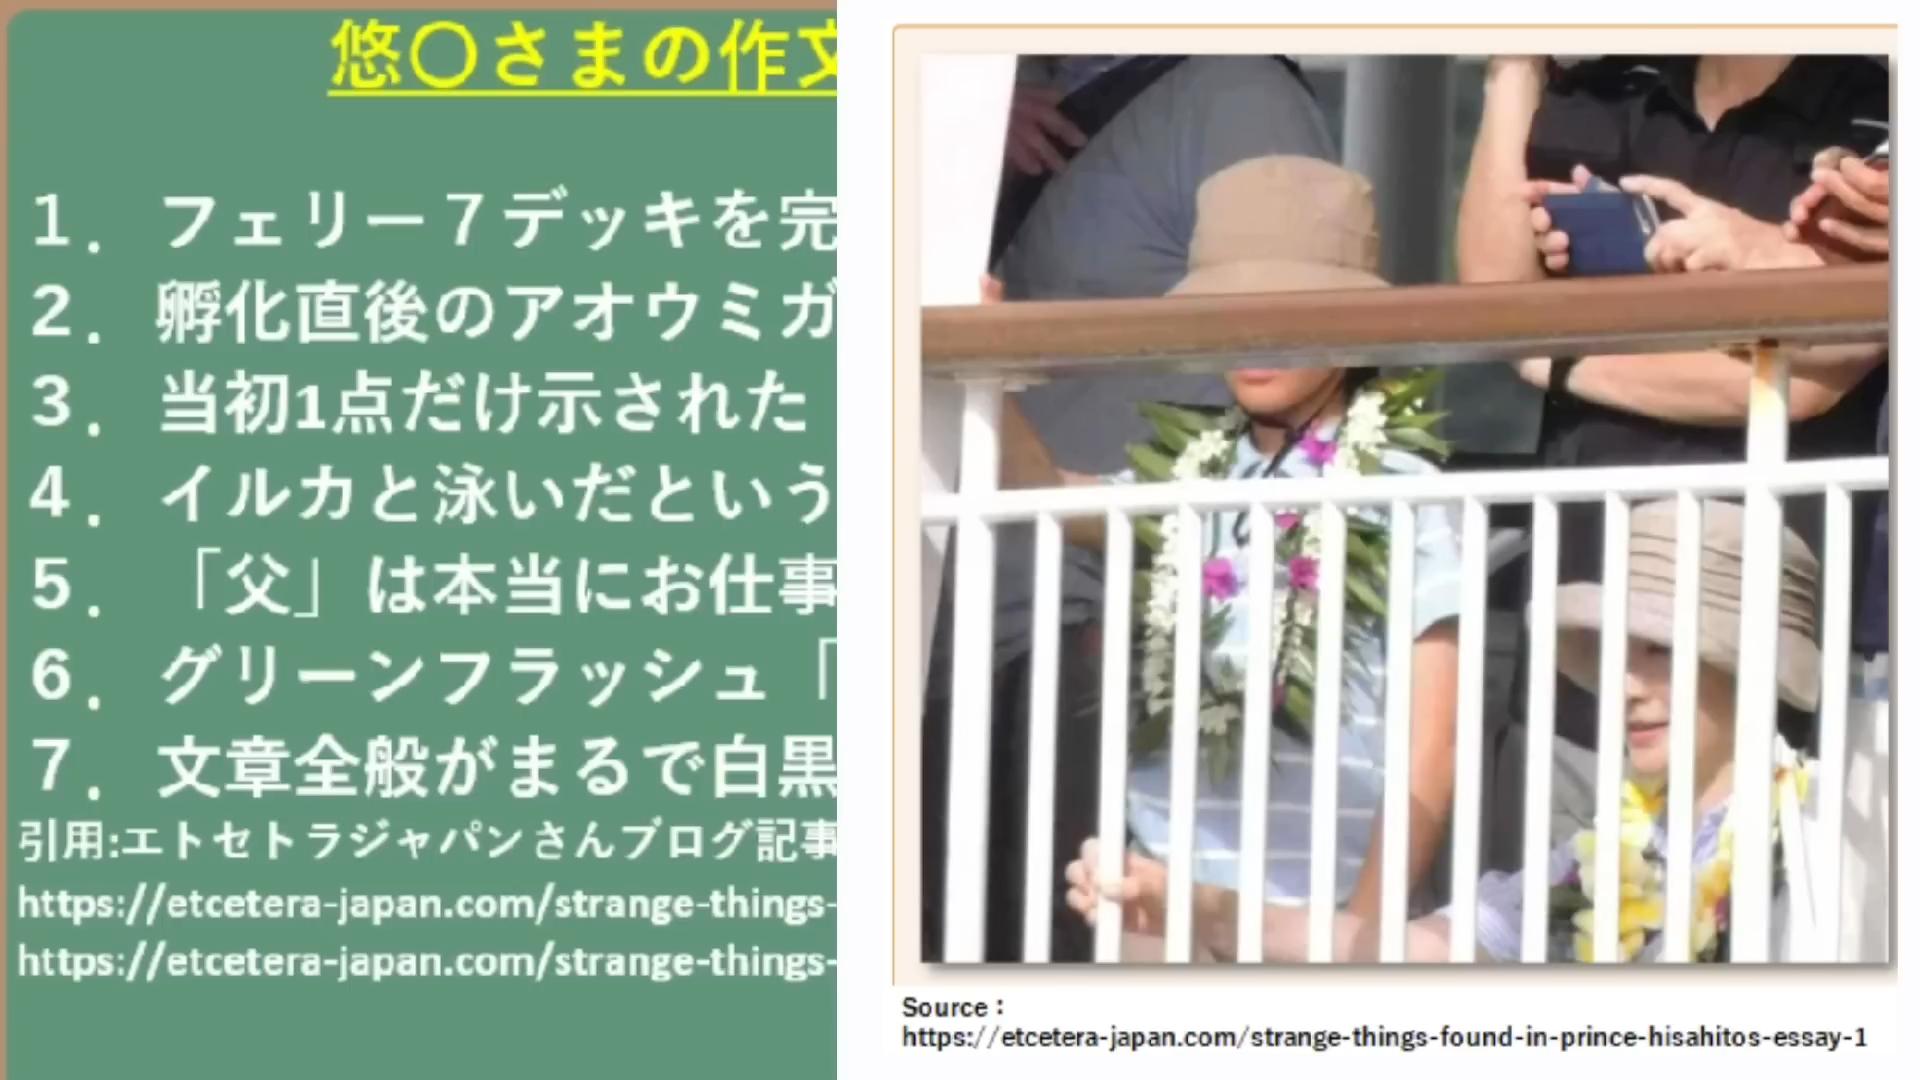 悠〇さまの作文
1. フェリー7デッキを完
2. 孵化直後のアオウミガ
3. 当初1点だけ示された
4. イルカと泳いだという
5. 「父」は本当にお仕事
6. グリーンフラッシュ「
7. 文章全般がまるで白黒
引用:エトセトラジャパンさんブログ記事
https://etcetera-japan.com/strange-things-
https://etcetera-japan.com/strange-things-
Source：
https://etcetera-japan.com/strange-things-found-in-prince-hisahitos-essay-1